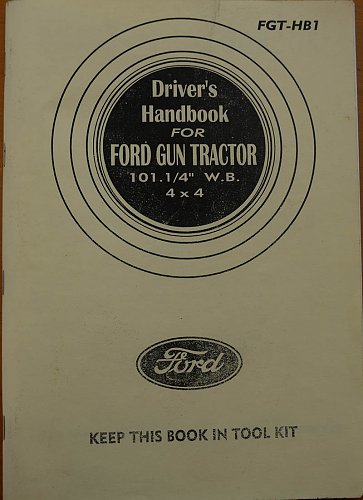 FGT-HB1
Driver's
Handbook
FOR
FORD GUN TRACTOR
101.1/4" W.B.
4 x 4
Ford
KEEP THIS BOOK IN TOOL KIT